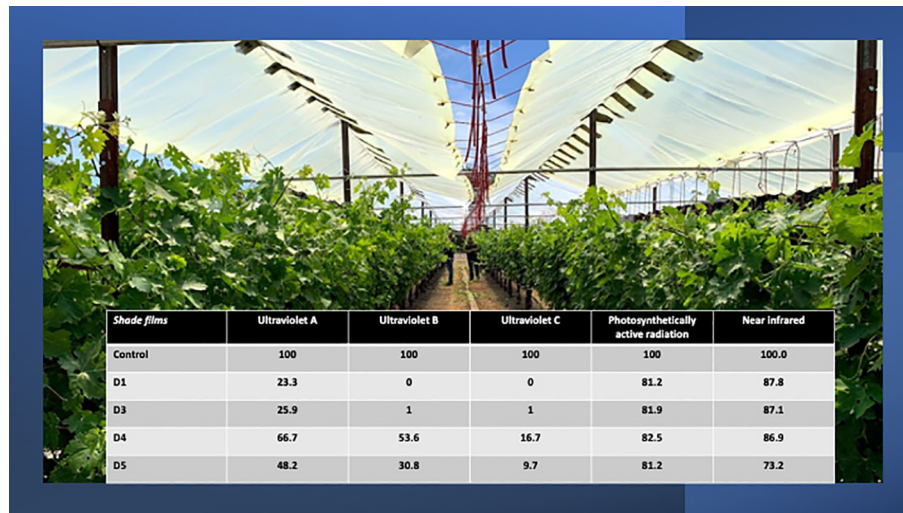 Shade films Ultraviolet A Ultraviolet B Ultraviolet C Photosynthetically active radiation Near infrared
Control 100 100 100 100 100.0
D1 23.3 0 0 81.2 87.8
D3 25.9 1 1 81.9 87.1
D4 66.7 53.6 16.7 82.5 86.9
D5 48.2 30.8 9.7 81.2 73.2